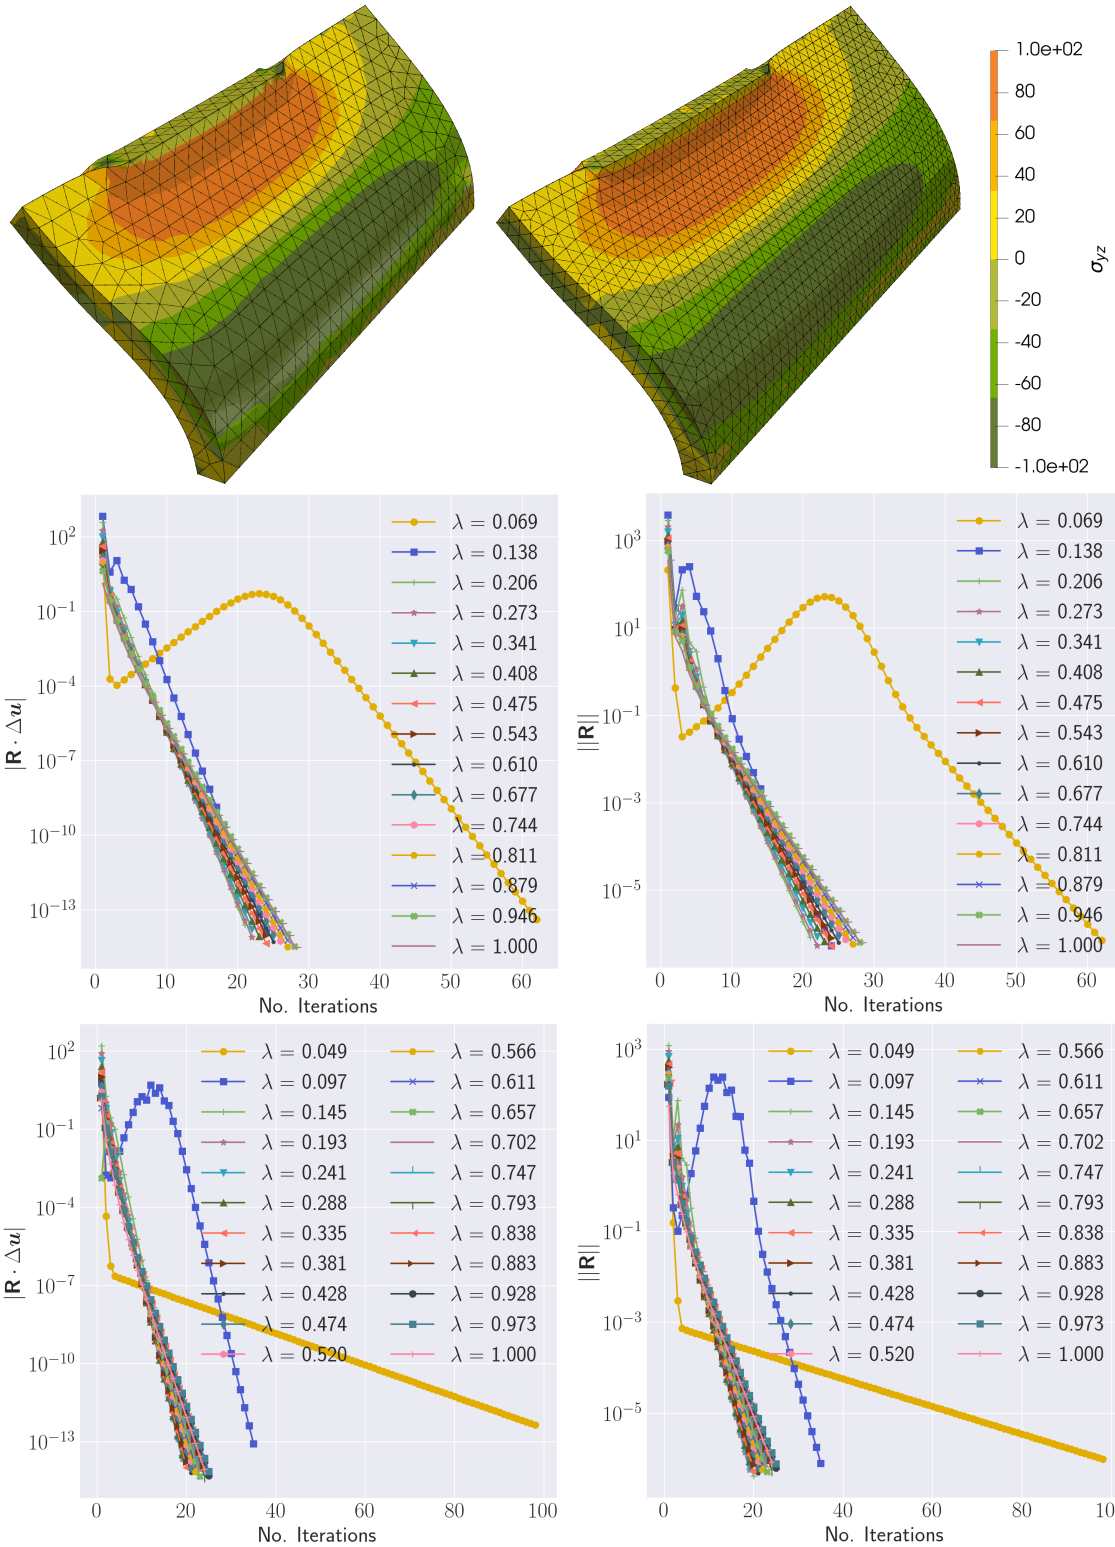 1.0e+02
80
60
40
20
0
-20
-40
-60
-80
-1.0e+02
σyz
|R · Δu|
10²
10⁻¹
10⁻⁴
10⁻⁷
10⁻¹⁰
10⁻¹³
λ = 0.069
λ = 0.138
λ = 0.206
λ = 0.273
λ = 0.341
λ = 0.408
λ = 0.475
λ = 0.543
λ = 0.610
λ = 0.677
λ = 0.744
λ = 0.811
λ = 0.879
λ = 0.946
λ = 1.000
0 10 20 30 40 50 60
No. Iterations
||R||
10³
10¹
10⁻¹
10⁻³
10⁻⁵
λ = 0.069
λ = 0.138
λ = 0.206
λ = 0.273
λ = 0.341
λ = 0.408
λ = 0.475
λ = 0.543
λ = 0.610
λ = 0.677
λ = 0.744
λ = 0.811
λ = 0.879
λ = 0.946
λ = 1.000
0 10 20 30 40 50 60
No. Iterations
|R · Δu|
10²
10⁻¹
10⁻⁴
10⁻⁷
10⁻¹⁰
10⁻¹³
λ = 0.049 λ = 0.566
λ = 0.097 λ = 0.611
λ = 0.145 λ = 0.657
λ = 0.193 λ = 0.702
λ = 0.241 λ = 0.747
λ = 0.288 λ = 0.793
λ = 0.335 λ = 0.838
λ = 0.381 λ = 0.883
λ = 0.428 λ = 0.928
λ = 0.474 λ = 0.973
λ = 0.520 λ = 1.000
0 20 40 60 80 100
No. Iterations
||R||
10³
10¹
10⁻¹
10⁻³
10⁻⁵
λ = 0.049 λ = 0.566
λ = 0.097 λ = 0.611
λ = 0.145 λ = 0.657
λ = 0.193 λ = 0.702
λ = 0.241 λ = 0.747
λ = 0.288 λ = 0.793
λ = 0.335 λ = 0.838
λ = 0.381 λ = 0.883
λ = 0.428 λ = 0.928
λ = 0.474 λ = 0.973
λ = 0.520 λ = 1.000
0 20 40 60 80
No. Iterations